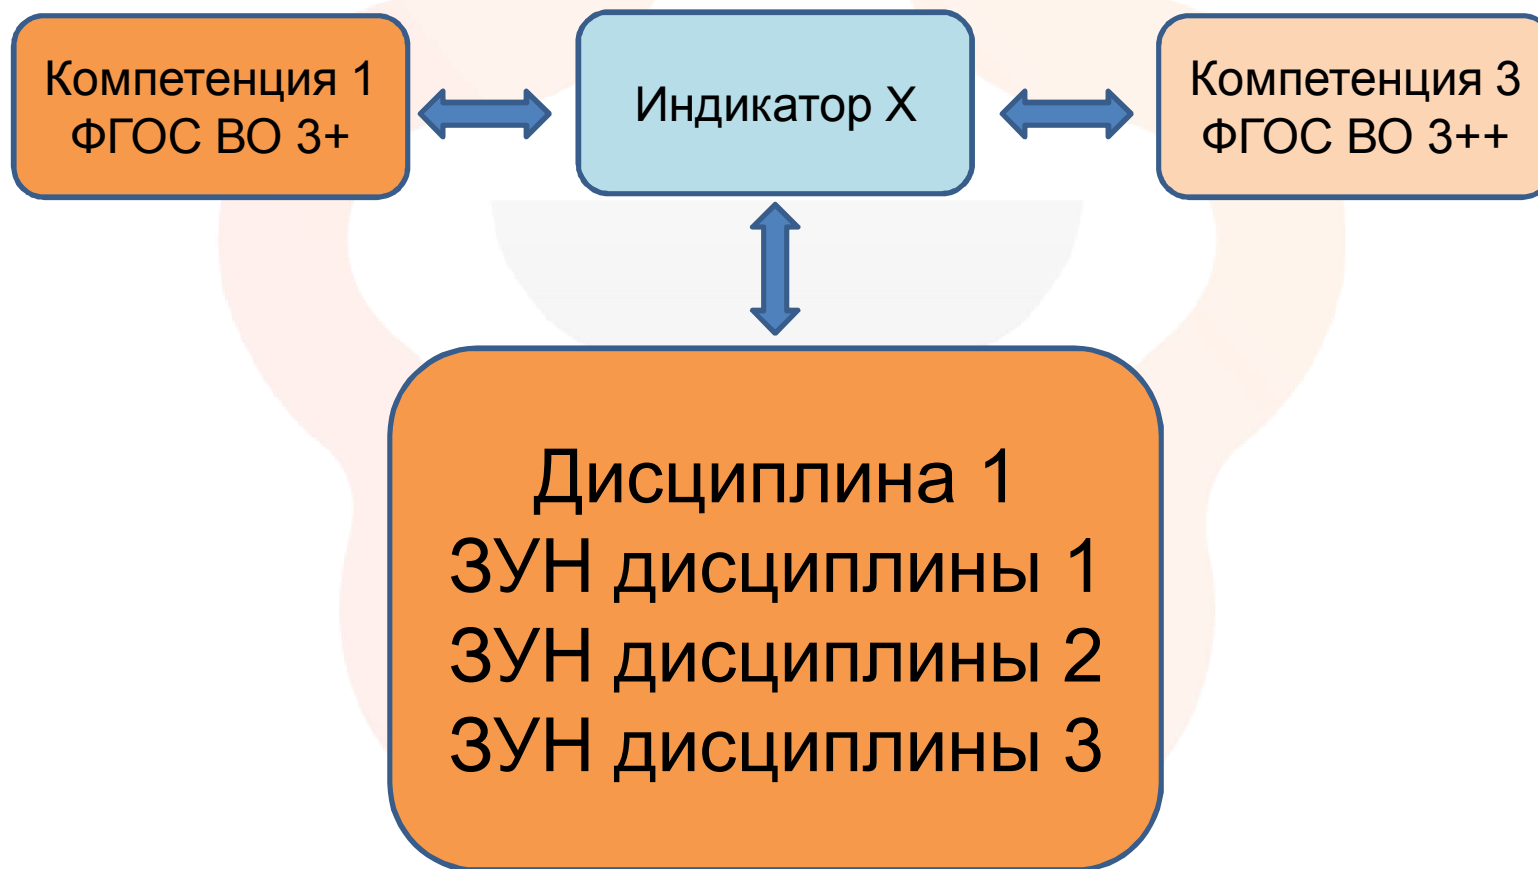 Компетенция 1
ФГОС ВО 3+
Индикатор X
Компетенция 3
ФГОС ВО 3++
Дисциплина 1
ЗУН дисциплины 1
ЗУН дисциплины 2
ЗУН дисциплины 3